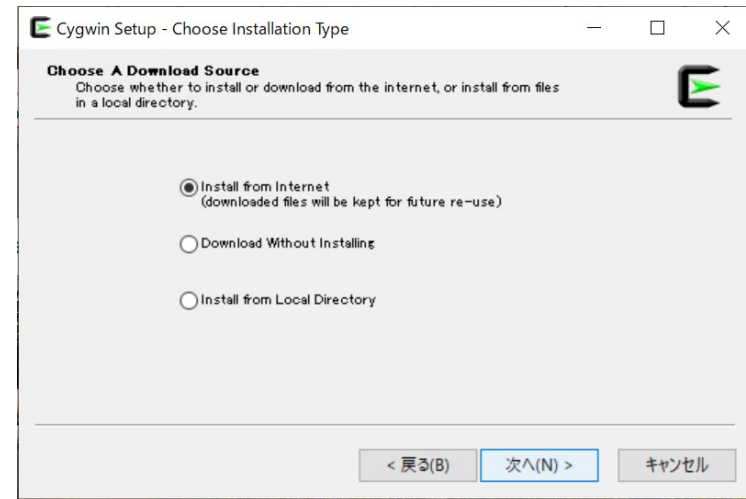 Cygwin Setup - Choose Installation Type
Choose A Download Source
Choose whether to install or download from the internet, or install from files
in a local directory.
Install from Internet
(downloaded files will be kept for future re-use)
Download Without Installing
Install from Local Directory
< 戻る(B)
次へ(N) >
キャンセル